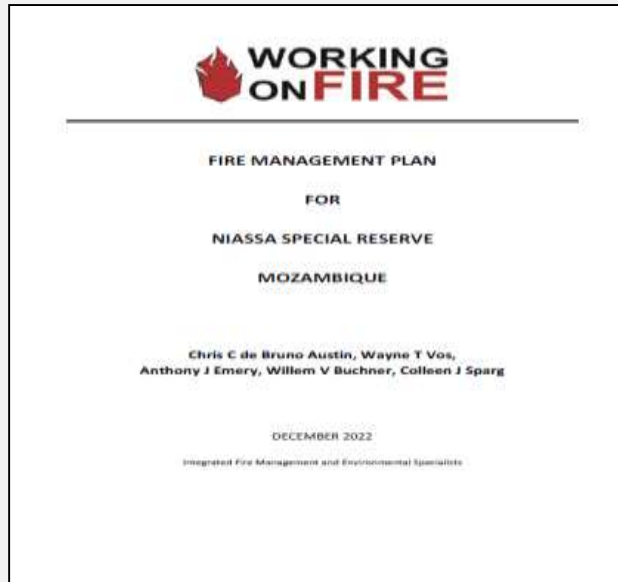 WORKING
ON FIRE
FIRE MANAGEMENT PLAN
FOR
NIASSA SPECIAL RESERVE
MOZAMBIQUE
Chris C de Bruno Austin, Wayne T Vos,
Anthony J Emery, Willem V Buchner, Colleen J Sparg
DECEMBER 2022
Integrated Fire Management and Environmental Specialists